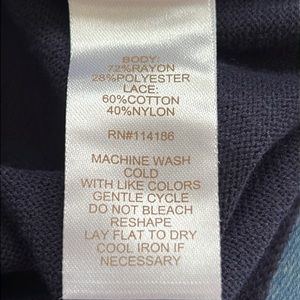 BODY:
72%RAYON
28%POLYESTER
LACE:
60%COTTON
40%NYLON
RN#114186
MACHINE WASH
COLD
WITH LIKE COLORS
GENTLE CYCLE
DO NOT BLEACH
RESHAPE
LAY FLAT TO DRY
COOL IRON IF
NECESSARY